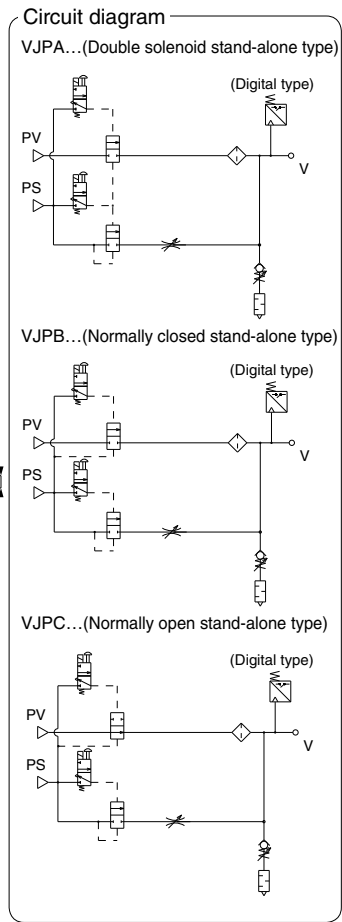 Circuit diagram
VJPA…(Double solenoid stand-alone type)
(Digital type)
PV
V
PS
VJPB…(Normally closed stand-alone type)
(Digital type)
PV
V
PS
VJPC…(Normally open stand-alone type)
(Digital type)
PV
V
PS